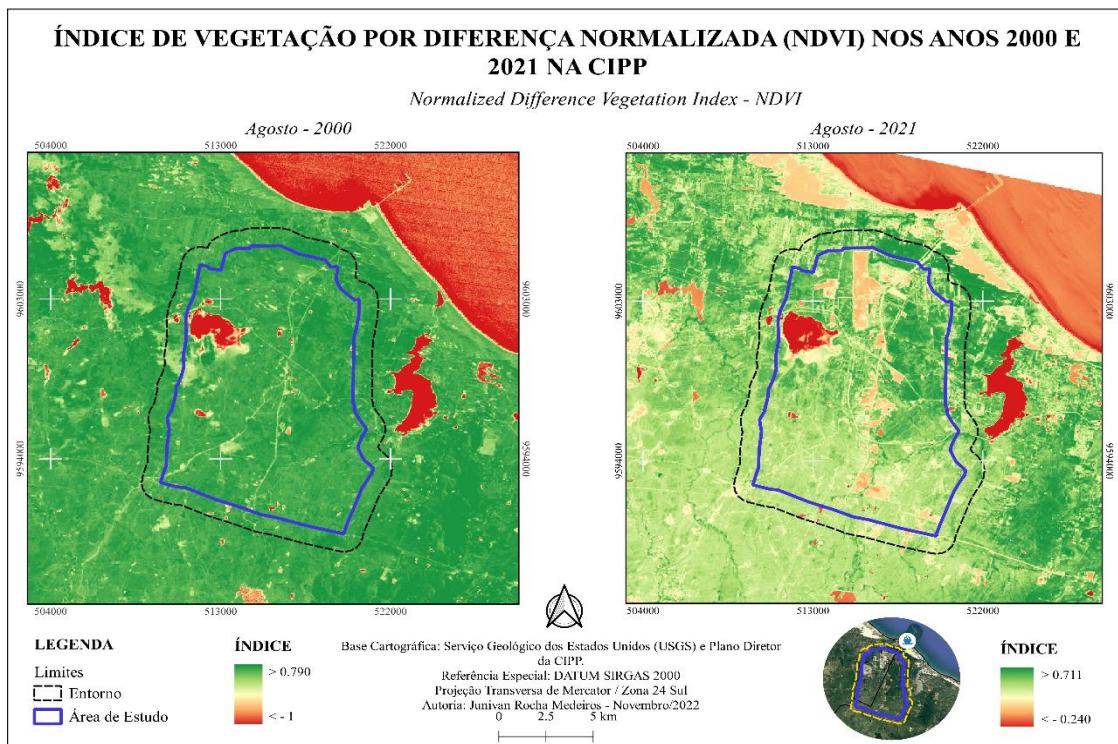 ÍNDICE DE VEGETAÇÃO POR DIFERENÇA NORMALIZADA (NDVI) NOS ANOS 2000 E
2021 NA CIPP
Normalized Difference Vegetation Index - NDVI
Agosto - 2000
504000
513000
522000
9603000
9594000
9603000
9594000
504000
513000
522000
Agosto - 2021
504000
513000
522000
9603000
9594000
9603000
9594000
504000
513000
522000
LEGENDA
Limites
Entorno
Área de Estudo
ÍNDICE
> 0.790
< - 1
Base Cartográfica: Serviço Geológico dos Estados Unidos (USGS) e Plano Diretor
da CIPP.
Referência Especial: DATUM SIRGAS 2000
Projeção Transversa de Mercator / Zona 24 Sul
Autoria: Junivan Rocha Medeiros - Novembro/2022
0 2.5 5 km
ÍNDICE
> 0.711
< - 0.240